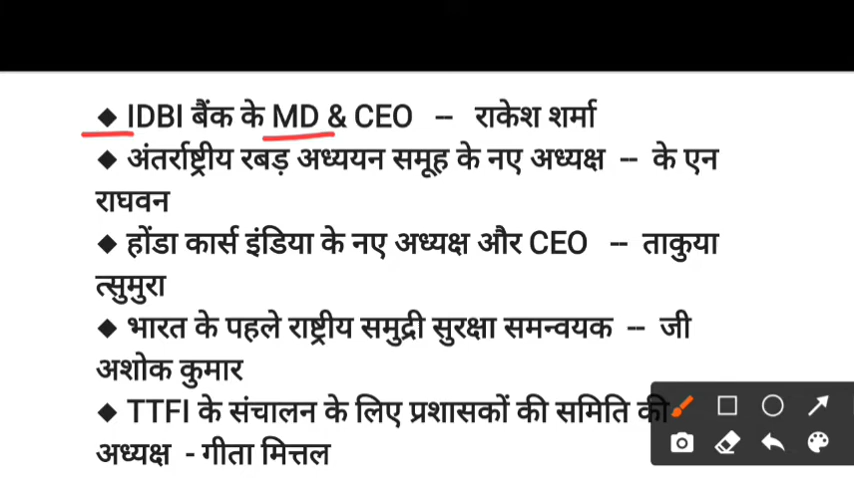 ◆ IDBI बैंक के MD & CEO -- राकेश शर्मा
◆ अंतर्राष्ट्रीय रबड़ अध्ययन समूह के नए अध्यक्ष -- के एन
राघवन
◆ होंडा कार्स इंडिया के नए अध्यक्ष और CEO -- ताकुया
त्सुमुरा
◆ भारत के पहले राष्ट्रीय समुद्री सुरक्षा समन्वयक -- जी
अशोक कुमार
◆ TTFI के संचालन के लिए प्रशासकों की समिति की
अध्यक्ष - गीता मित्तल